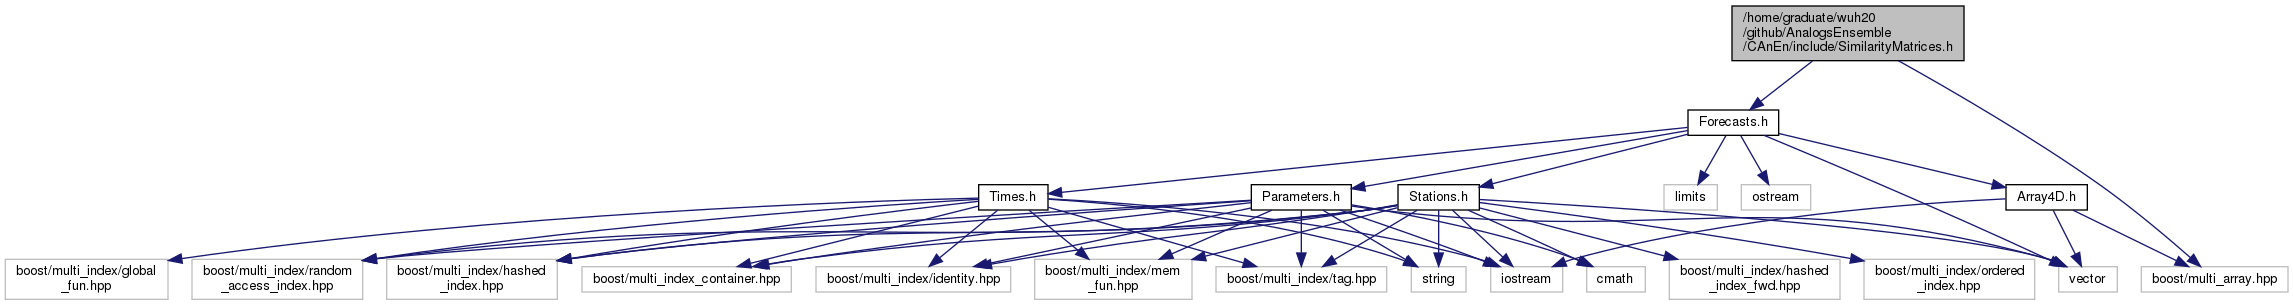 /home/graduate/wuh20
/github/AnalogsEnsemble
/CAnEn/include/SimilarityMatrices.h
Forecasts.h
Times.h
Parameters.h
Stations.h
limits
ostream
Array4D.h
boost/multi_index/global
_fun.hpp
boost/multi_index/random
_access_index.hpp
boost/multi_index/hashed
_index.hpp
boost/multi_index_container.hpp
boost/multi_index/identity.hpp
boost/multi_index/mem
_fun.hpp
boost/multi_index/tag.hpp
string
iostream
cmath
boost/multi_index/hashed
_index_fwd.hpp
boost/multi_index/ordered
_index.hpp
vector
boost/multi_array.hpp